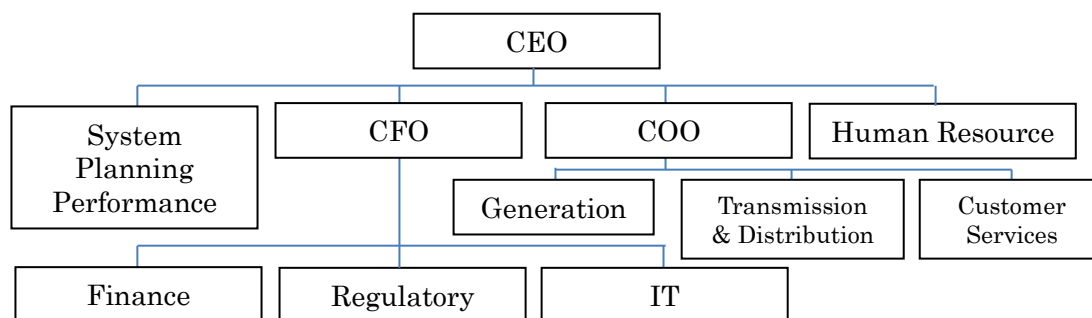 CEO
System
Planning
Performance
CFO
COO
Human Resource
Generation
Transmission
& Distribution
Customer
Services
Finance
Regulatory
IT